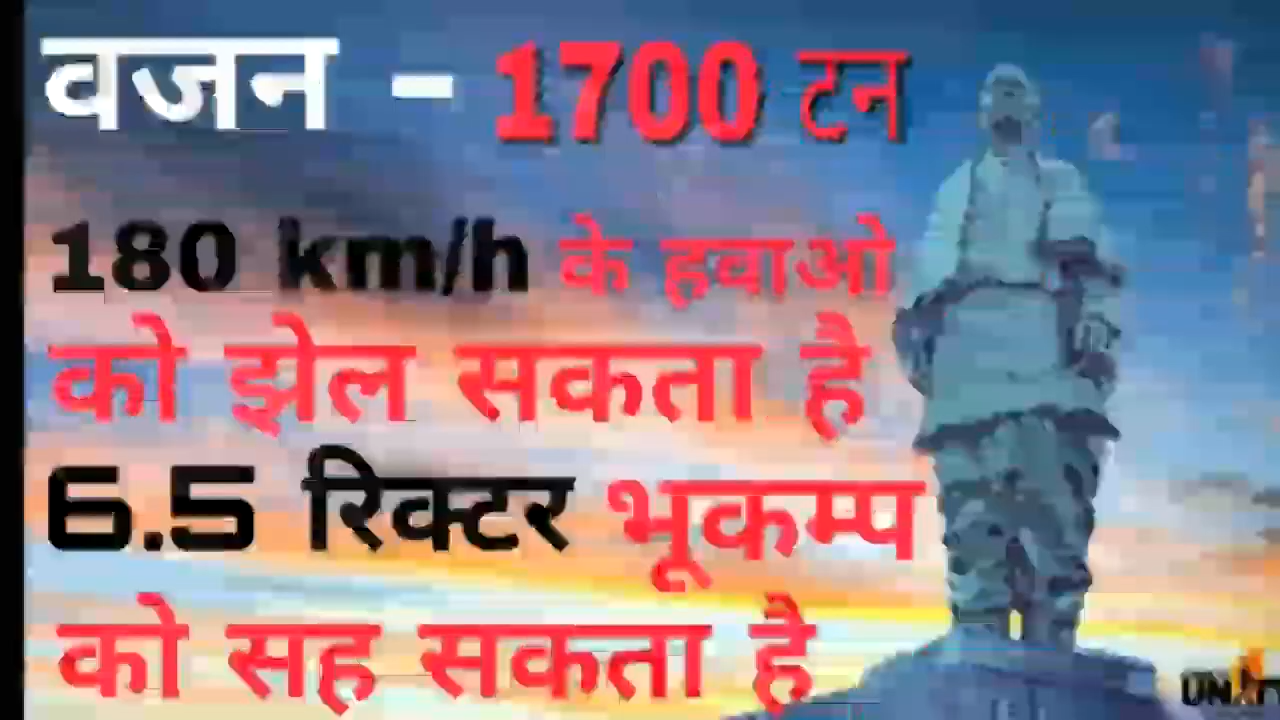 वजन - 1700 टन
180 km/h के हवाओ
को झेल सकता है
6.5 रिक्टर भूकम्प
को सह सकता है